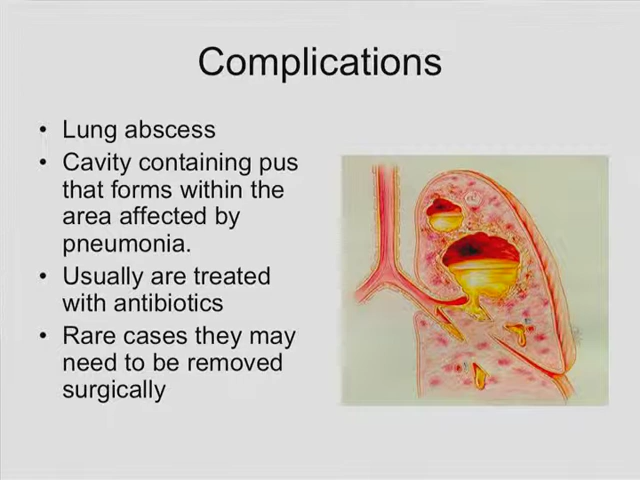 Complications
• Lung abscess
• Cavity containing pus
that forms within the
area affected by
pneumonia.
• Usually are treated
with antibiotics
• Rare cases they may
need to be removed
surgically